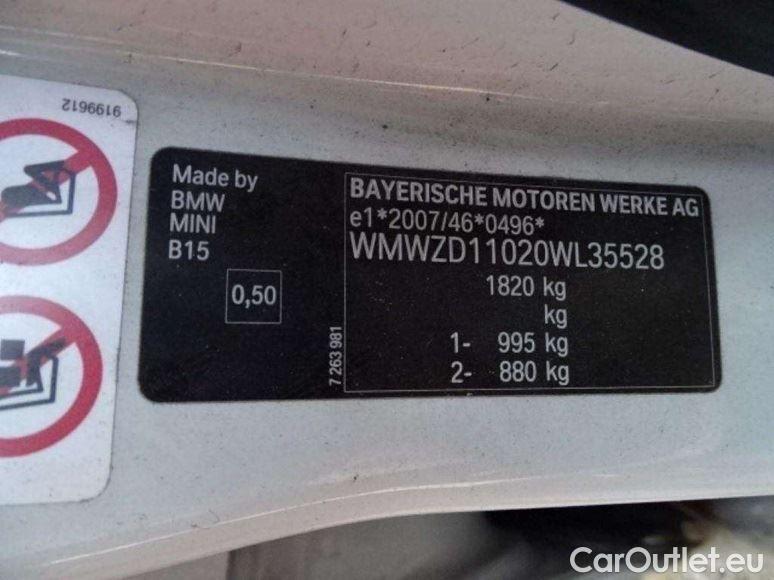 9199612
Made by
BMW
MINI
B15
0,50
7 263 981
BAYERISCHE MOTOREN WERKE AG
e1*2007/46*0496*
WMWZD11020WL35528
1820 kg
kg
1- 995 kg
2- 880 kg
CarOutlet.eu